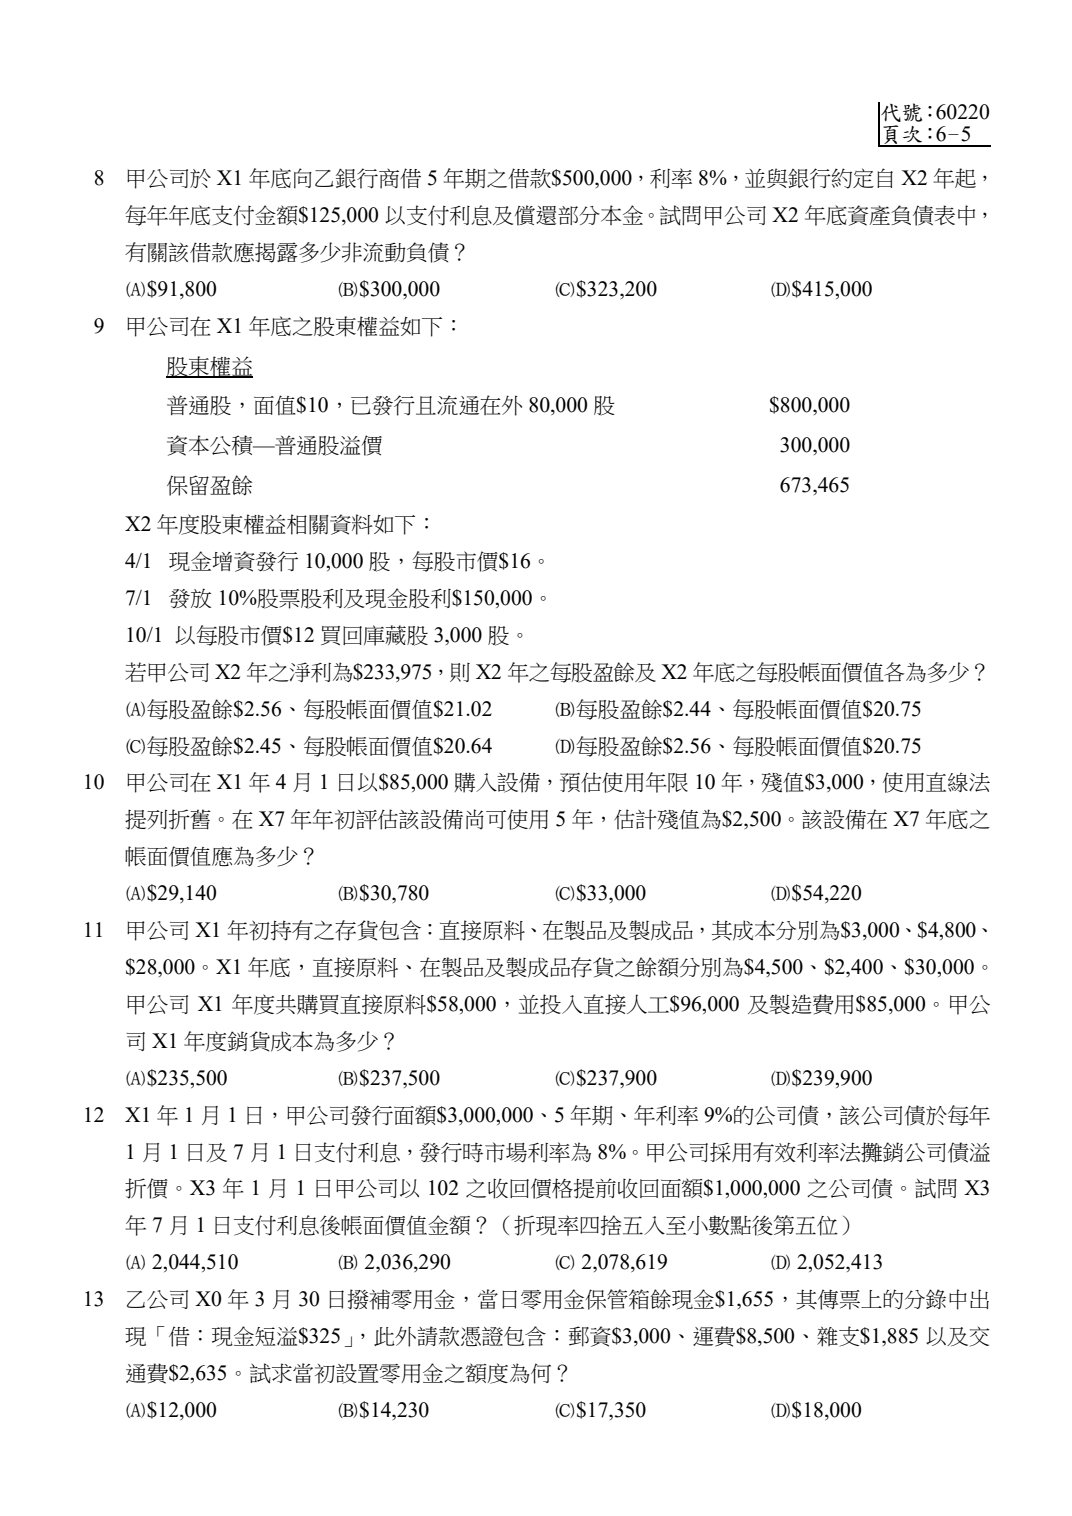 代號：60220
頁次：6－5
8 甲公司於 X1 年底向乙銀行商借 5 年期之借款$500,000，利率 8%，並與銀行約定自 X2 年起，
每年年底支付金額$125,000 以支付利息及償還部分本金。試問甲公司 X2 年底資產負債表中，
有關該借款應揭露多少非流動負債？
(A)$91,800 (B)$300,000 (C)$323,200 (D)$415,000
9 甲公司在 X1 年底之股東權益如下：
股東權益
普通股，面值$10，已發行且流通在外 80,000 股 $800,000
資本公積—普通股溢價 300,000
保留盈餘 673,465
X2 年度股東權益相關資料如下：
4/1 現金增資發行 10,000 股，每股市價$16。
7/1 發放 10%股票股利及現金股利$150,000。
10/1 以每股市價$12 買回庫藏股 3,000 股。
若甲公司 X2 年之淨利為$233,975，則 X2 年之每股盈餘及 X2 年底之每股帳面價值各為多少？
(A)每股盈餘$2.56、每股帳面價值$21.02 (B)每股盈餘$2.44、每股帳面價值$20.75
(C)每股盈餘$2.45、每股帳面價值$20.64 (D)每股盈餘$2.56、每股帳面價值$20.75
10 甲公司在 X1 年 4 月 1 日以$85,000 購入設備，預估使用年限 10 年，殘值$3,000，使用直線法
提列折舊。在 X7 年年初評估該設備尚可使用 5 年，估計殘值為$2,500。該設備在 X7 年底之
帳面價值應為多少？
(A)$29,140 (B)$30,780 (C)$33,000 (D)$54,220
11 甲公司 X1 年初持有之存貨包含：直接原料、在製品及製成品，其成本分別為$3,000、$4,800、
$28,000。X1 年底，直接原料、在製品及製成品存貨之餘額分別為$4,500、$2,400、$30,000。
甲公司 X1 年度共購買直接原料$58,000，並投入直接人工$96,000 及製造費用$85,000。甲公
司 X1 年度銷貨成本為多少？
(A)$235,500 (B)$237,500 (C)$237,900 (D)$239,900
12 X1 年 1 月 1 日，甲公司發行面額$3,000,000、5 年期、年利率 9%的公司債，該公司債於每年
1 月 1 日及 7 月 1 日支付利息，發行時市場利率為 8%。甲公司採用有效利率法攤銷公司債溢
折價。X3 年 1 月 1 日甲公司以 102 之收回價格提前收回面額$1,000,000 之公司債。試問 X3
年 7 月 1 日支付利息後帳面價值金額？（折現率四捨五入至小數點後第五位）
(A) 2,044,510 (B) 2,036,290 (C) 2,078,619 (D) 2,052,413
13 乙公司 X0 年 3 月 30 日撥補零用金，當日零用金保管箱餘現金$1,655，其傳票上的分錄中出
現「借：現金短溢$325」，此外請款憑證包含：郵資$3,000、運費$8,500、雜支$1,885 以及交
通費$2,635。試求當初設置零用金之額度為何？
(A)$12,000 (B)$14,230 (C)$17,350 (D)$18,000